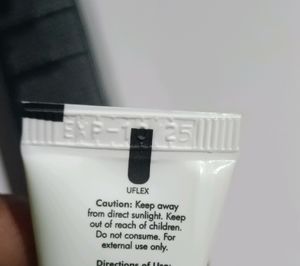 UFLEX
Caution: Keep away
from direct sunlight. Keep
out of reach of children.
Do not consume. For
external use only.
Directions of Use: